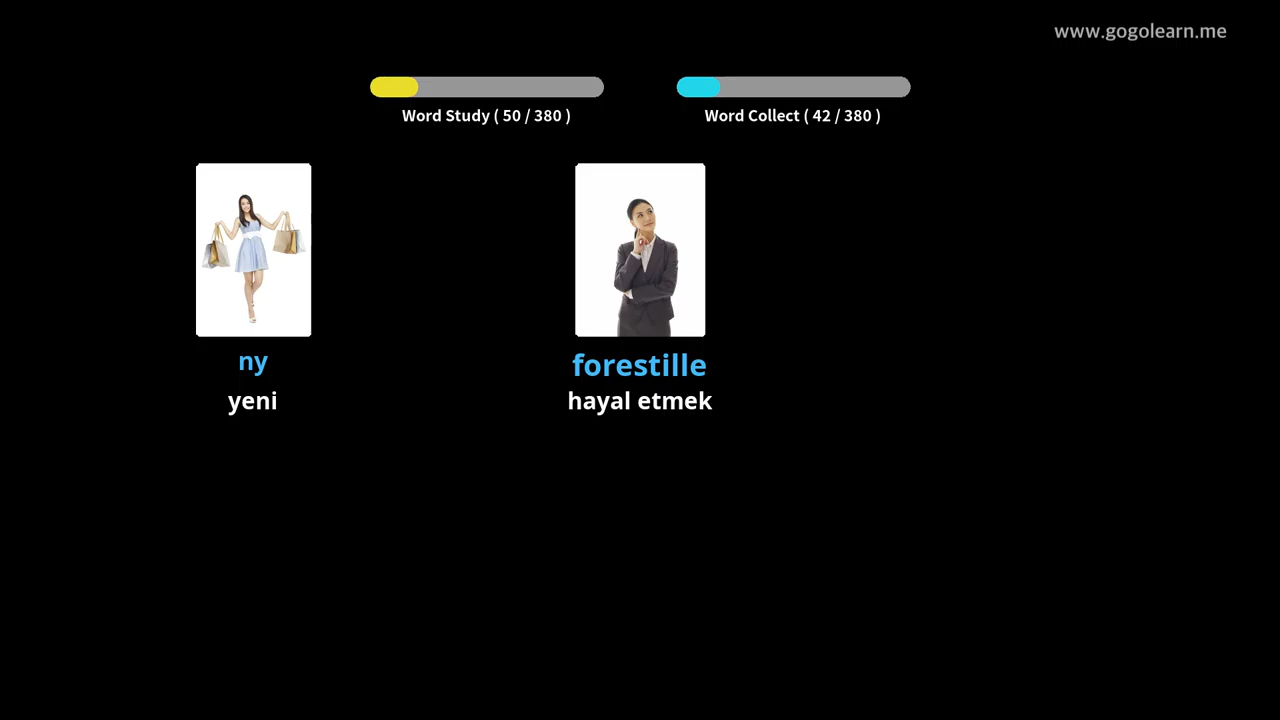 www.gogolearn.me
Word Study ( 50 / 380 )
Word Collect ( 42 / 380 )
ny
yeni
forestille
hayal etmek